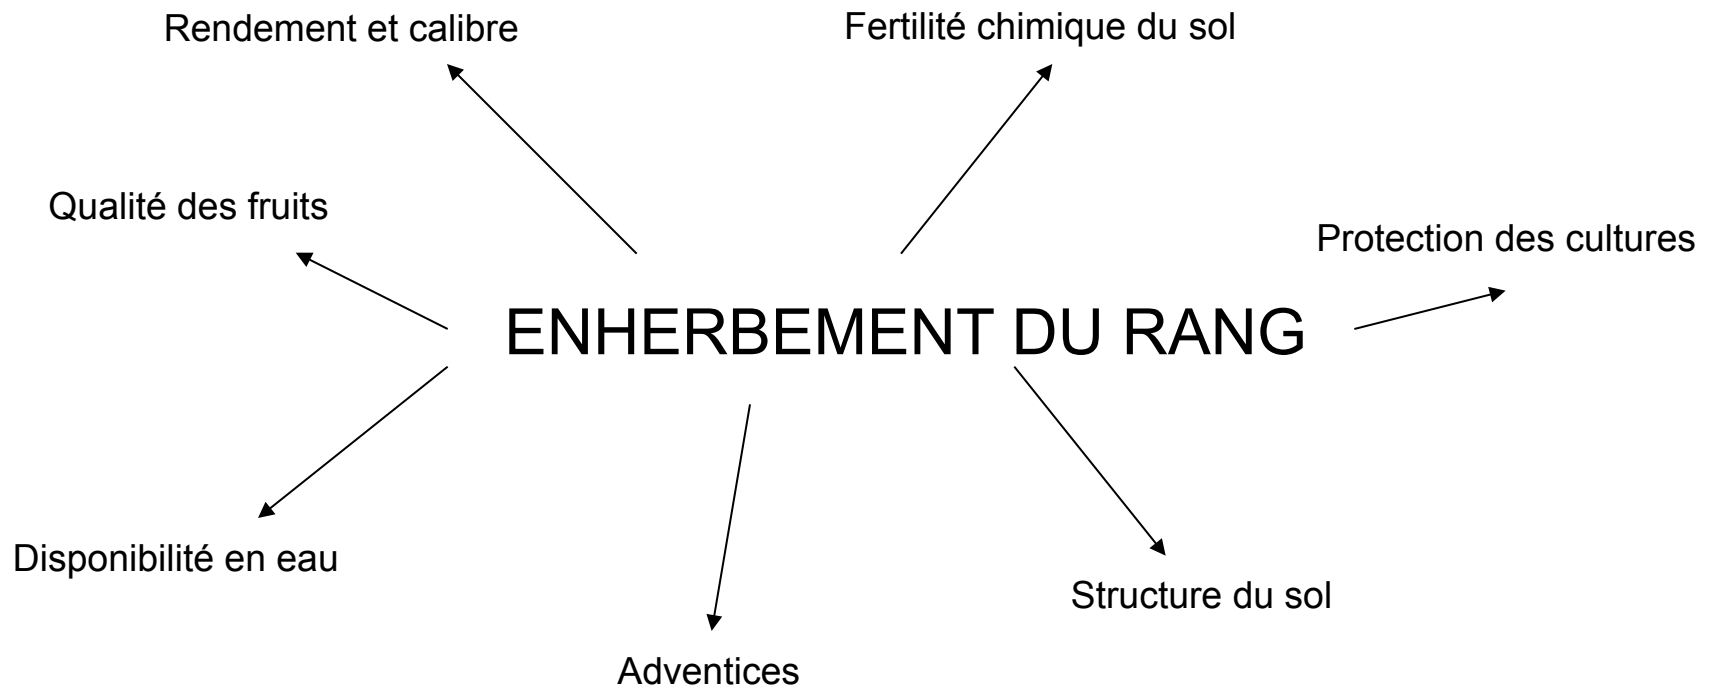 Rendement et calibre
Fertilité chimique du sol
Qualité des fruits
Protection des cultures
ENHERBEMENT DU RANG
Disponibilité en eau
Structure du sol
Adventices